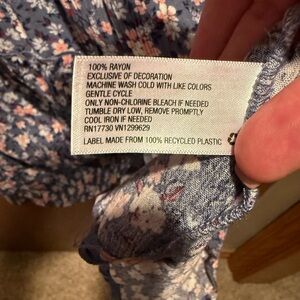 100% RAYON
EXCLUSIVE OF DECORATION
MACHINE WASH COLD WITH LIKE COLORS
GENTLE CYCLE
ONLY NON-CHLORINE BLEACH IF NEEDED
TUMBLE DRY LOW, REMOVE PROMPTLY
COOL IRON IF NEEDED
RN17730 VN1299629
LABEL MADE FROM 100% RECYCLED PLASTIC